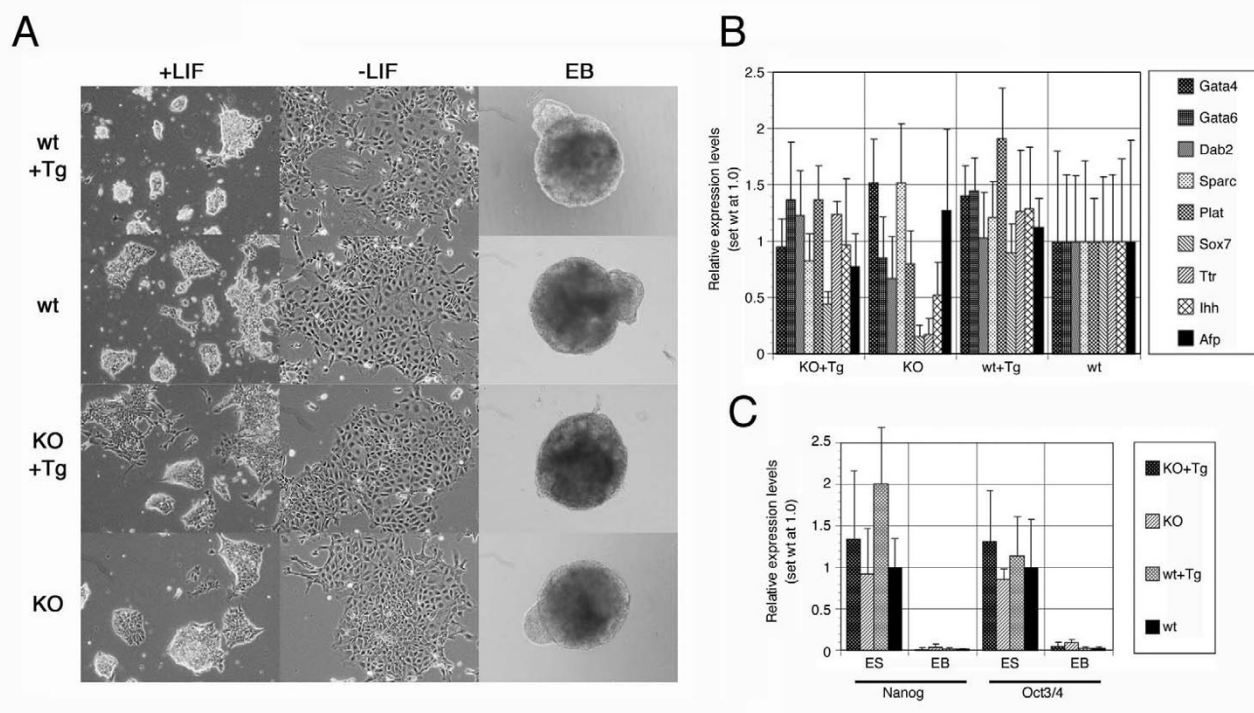 A
+LIF
-LIF
EB
wt
+Tg
wt
KO
+Tg
KO
B
Relative expression levels
(set wt at 1.0)
2.5
2
1.5
1
0.5
0
KO+Tg
KO
wt+Tg
wt
Gata4
Gata6
Dab2
Sparc
Plat
Sox7
Ttr
Ihh
Afp
C
Relative expression levels
(set wt at 1.0)
2.5
2
1.5
1
0.5
0
ES
EB
ES
EB
Nanog
Oct3/4
KO+Tg
KO
wt+Tg
wt